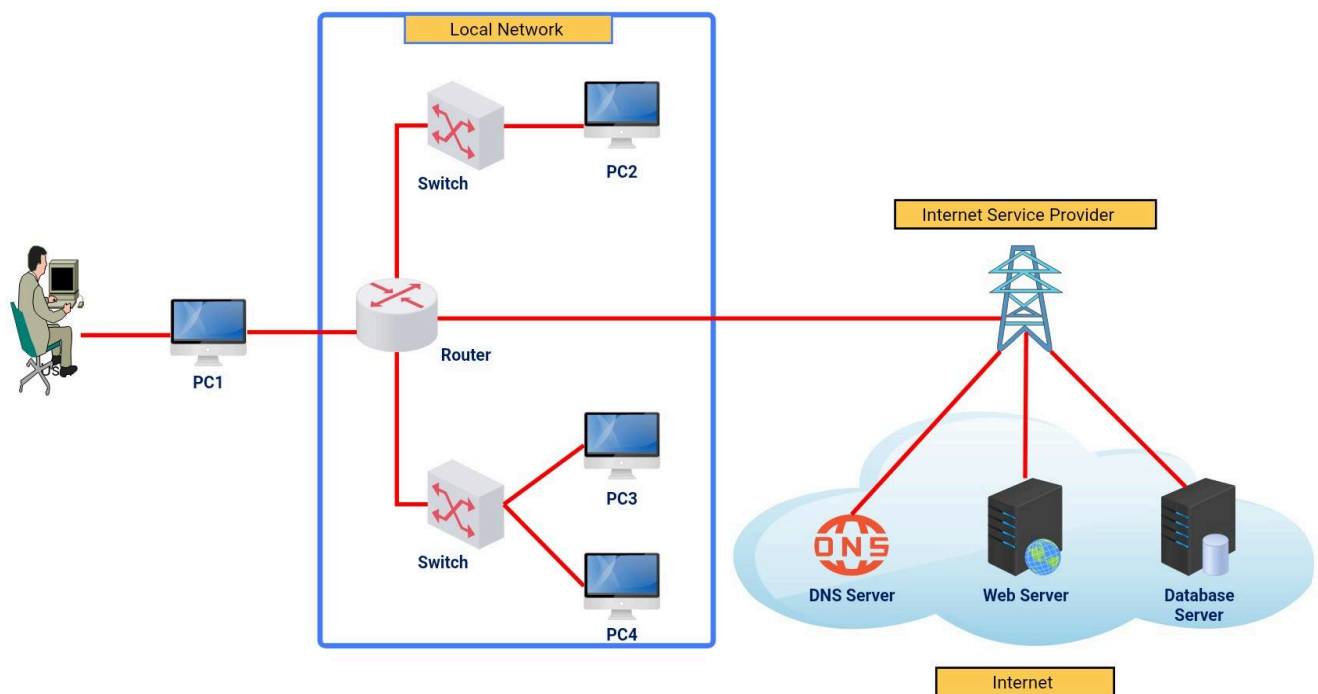 Local Network
Switch
PC2
Internet Service Provider
PC1
Router
PC3
Switch
PC4
DNS
DNS Server
Web Server
Database
Server
Internet